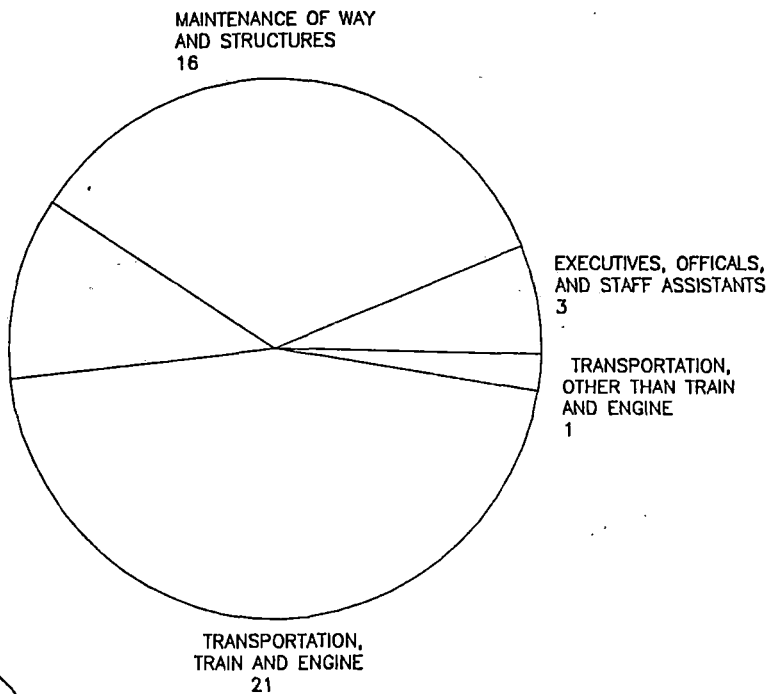 MAINTENANCE OF WAY
AND STRUCTURES
16
EXECUTIVES, OFFICALS,
AND STAFF ASSISTANTS
3
TRANSPORTATION,
OTHER THAN TRAIN
AND ENGINE
1
TRANSPORTATION,
TRAIN AND ENGINE
21